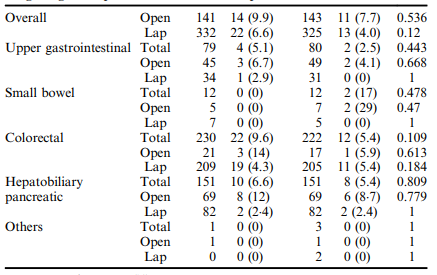 Overall Open 141 14 (9.9) 143 11 (7.7) 0.536
Lap 332 22 (6.6) 325 13 (4.0) 0.12
Upper gastrointestinal Total 79 4 (5.1) 80 2 (2.5) 0.443
Open 45 3 (6.7) 49 2 (4.1) 0.668
Lap 34 1 (2.9) 31 0 (0) 1
Small bowel Total 12 0 (0) 12 2 (17) 0.478
Open 5 0 (0) 7 2 (29) 0.47
Lap 7 0 (0) 5 0 (0) 1
Colorectal Total 230 22 (9.6) 222 12 (5.4) 0.109
Open 21 3 (14) 17 1 (5.9) 0.613
Lap 209 19 (4.3) 205 11 (5.4) 0.184
Hepatobiliary Total 151 10 (6.6) 151 8 (5.4) 0.809
pancreatic Open 69 8 (12) 69 6 (8·7) 0.779
Lap 82 2 (2·4) 82 2 (2.4) 1
Others Total 1 0 (0) 3 0 (0) 1
Open 1 0 (0) 1 0 (0) 1
Lap 0 0 (0) 2 0 (0) 1